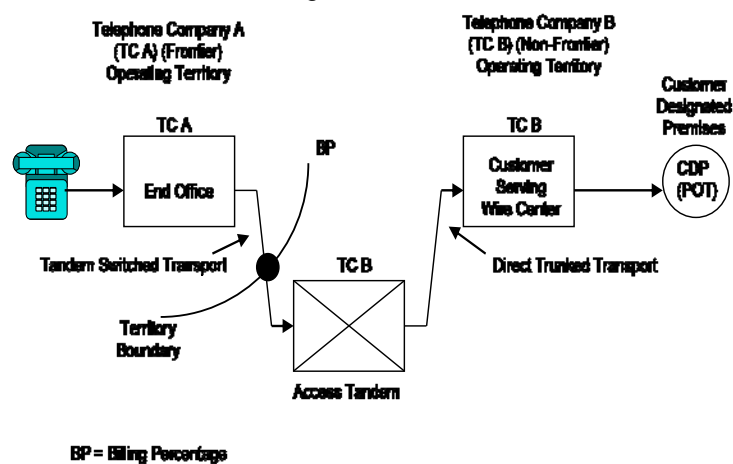 Telephone Company A
(TC A) (Frontier)
Operating Territory
Telephone Company B
(TC B) (Non-Frontier)
Operating Territory
Customer
Designated
Premises
TC A
End Office
BP
TC B
Customer
Serving
Wire Center
CDP
(POT)
Tandem Switched Transport
TC B
Direct Trunked Transport
Territory
Boundary
Access Tandem
BP = Billing Percentage